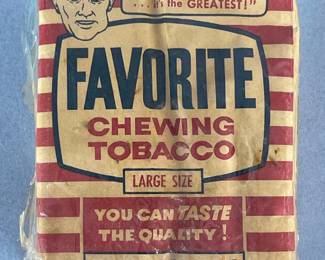 ...it's the GREATEST!"
FAVORITE
CHEWING
TOBACCO
LARGE SIZE
YOU CAN TASTE
THE QUALITY!